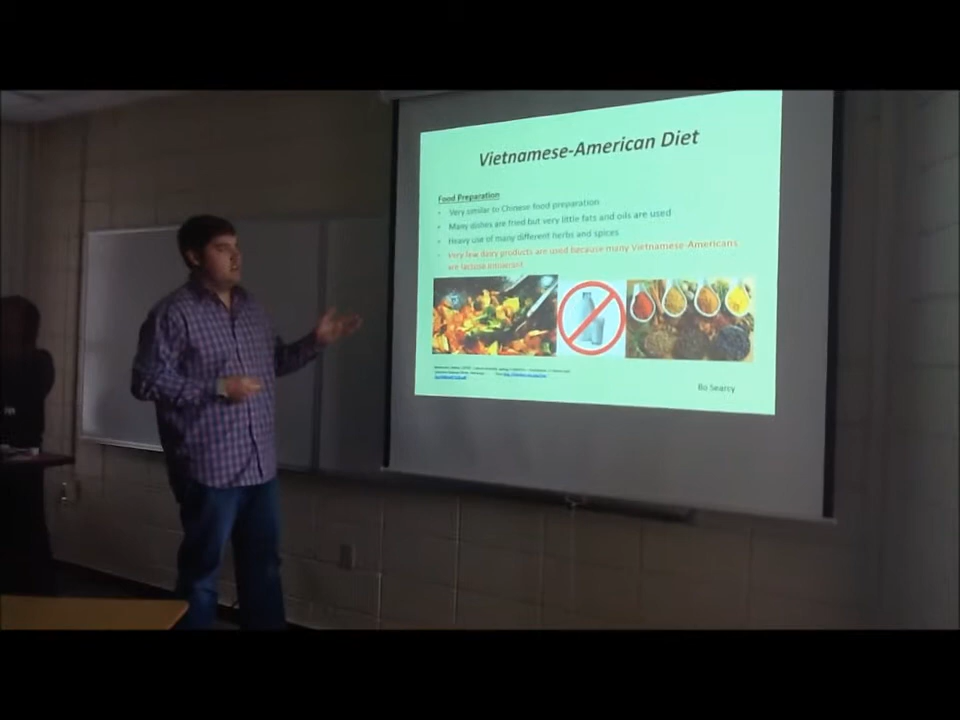 Vietnamese-American Diet
Food Preparation
• Very similar to Chinese food preparation
• Many dishes are fried but very little fats and oils are used
• Heavy use of many different herbs and spices
• Very few dairy products are used because many Vietnamese-Americans
are lactose intolerant
Bo Searcy